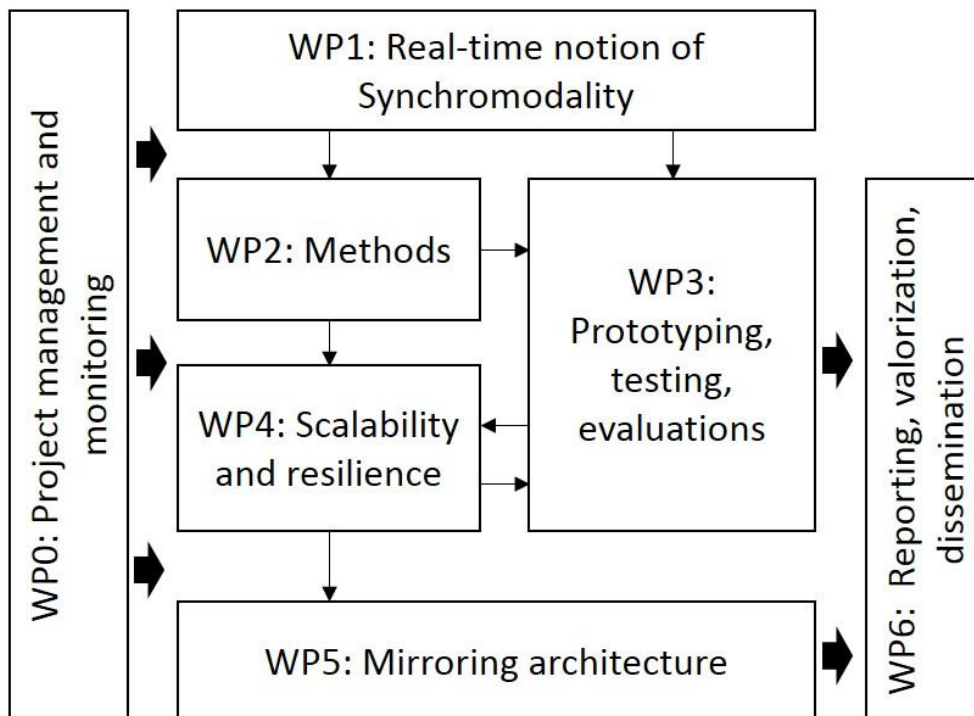 WP0: Project management and
monitoring
WP1: Real-time notion of
Synchromodality
WP2: Methods
WP3:
Prototyping,
testing,
evaluations
WP4: Scalability
and resilience
WP5: Mirroring architecture
WP6: Reporting, valorization,
dissemination